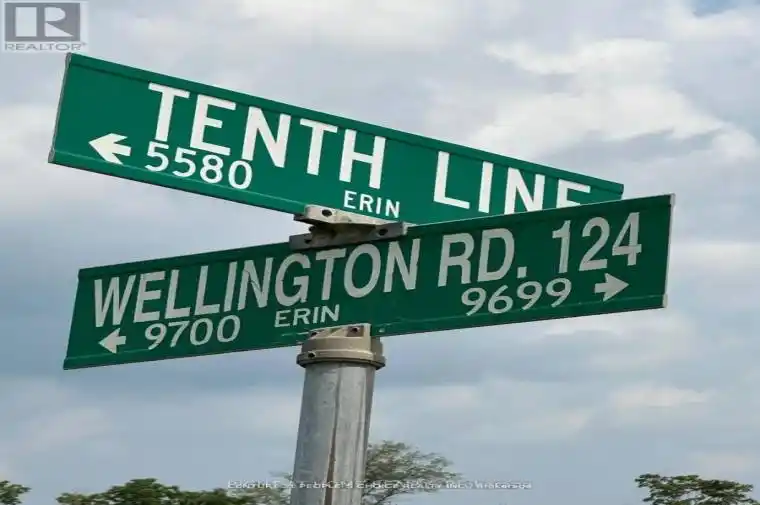 R
REALTOR®
TENTH LINE
← 5580
ERIN
WELLINGTON RD. 124
← 9700
ERIN
9699 →